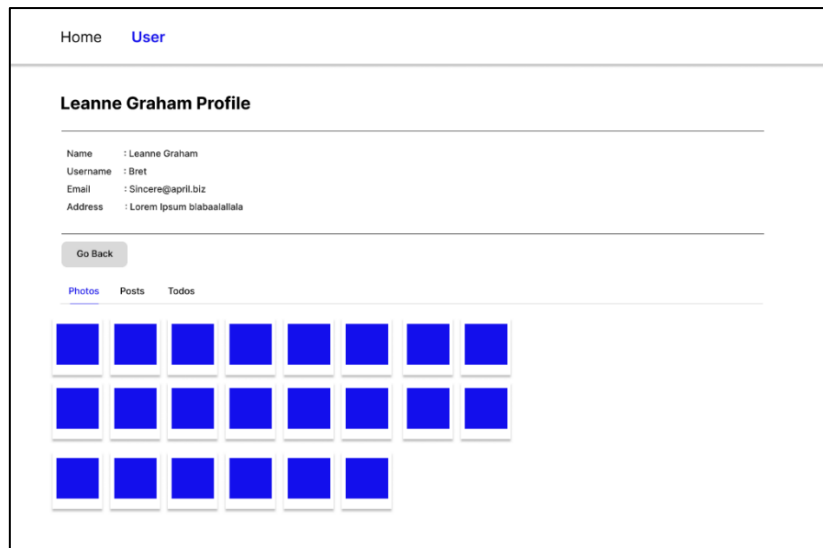 Home User
Leanne Graham Profile
Name : Leanne Graham
Username : Bret
Email : Sincere@april.biz
Address : Lorem Ipsum blabaalallala
Go Back
Photos Posts Todos